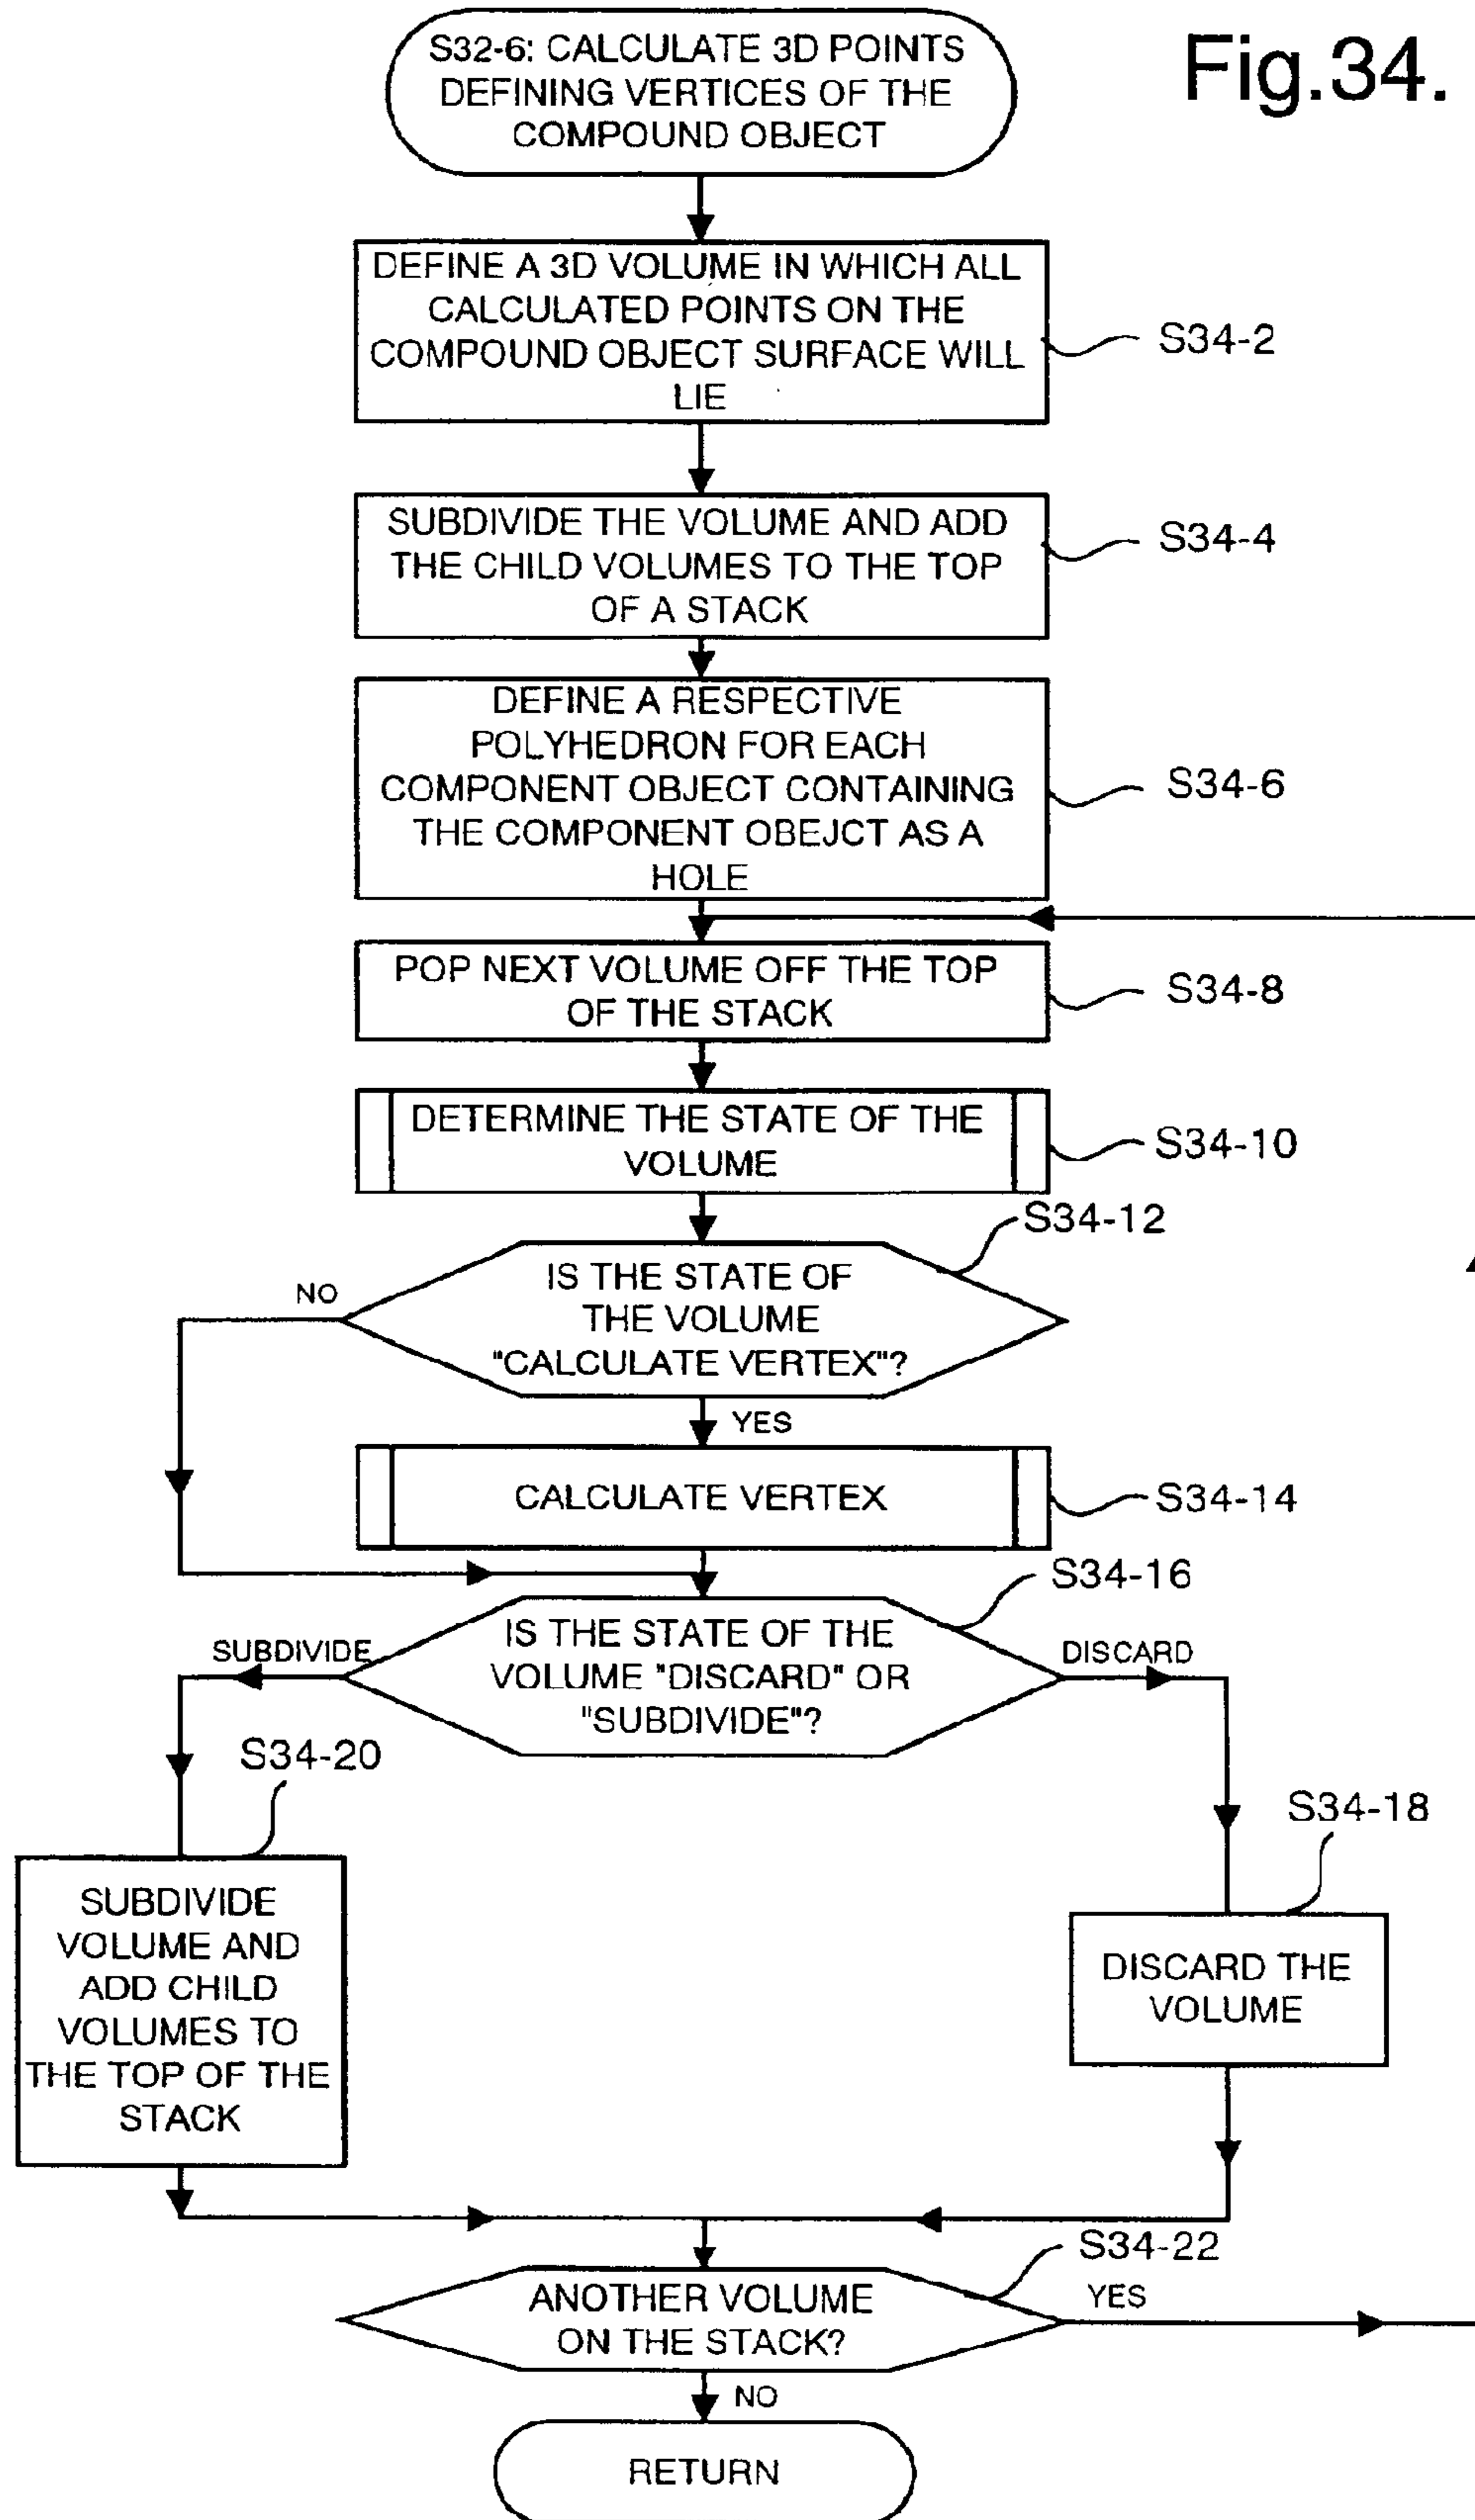 Fig.34.
S32-6: CALCULATE 3D POINTS
DEFINING VERTICES OF THE
COMPOUND OBJECT
DEFINE A 3D VOLUME IN WHICH ALL
CALCULATED POINTS ON THE
COMPOUND OBJECT SURFACE WILL
LIE
S34-2
SUBDIVIDE THE VOLUME AND ADD
THE CHILD VOLUMES TO THE TOP
OF A STACK
S34-4
DEFINE A RESPECTIVE
POLYHEDRON FOR EACH
COMPONENT OBJECT CONTAINING
THE COMPONENT OBEJCT AS A
HOLE
S34-6
POP NEXT VOLUME OFF THE TOP
OF THE STACK
S34-8
DETERMINE THE STATE OF THE
VOLUME
S34-10
S34-12
IS THE STATE OF
THE VOLUME
"CALCULATE VERTEX"?
NO
YES
CALCULATE VERTEX
S34-14
S34-16
IS THE STATE OF THE
VOLUME "DISCARD" OR
"SUBDIVIDE"?
SUBDIVIDE
DISCARD
S34-20
S34-18
SUBDIVIDE
VOLUME AND
ADD CHILD
VOLUMES TO
THE TOP OF THE
STACK
DISCARD THE
VOLUME
S34-22
ANOTHER VOLUME
ON THE STACK?
YES
NO
RETURN